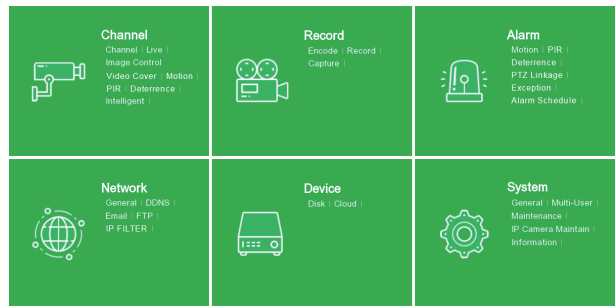 Channel
Channel | Live |
Image Control
Video Cover | Motion |
PIR | Deterrence |
Intelligent |
Record
Encode | Record |
Capture |
Alarm
Motion | PIR |
Deterrence |
PTZ Linkage |
Exception |
Alarm Schedule |
Network
General | DDNS |
Email | FTP |
IP FILTER |
Device
Disk | Cloud |
System
General | Multi-User |
Maintenance |
IP Camera Maintain |
Information |